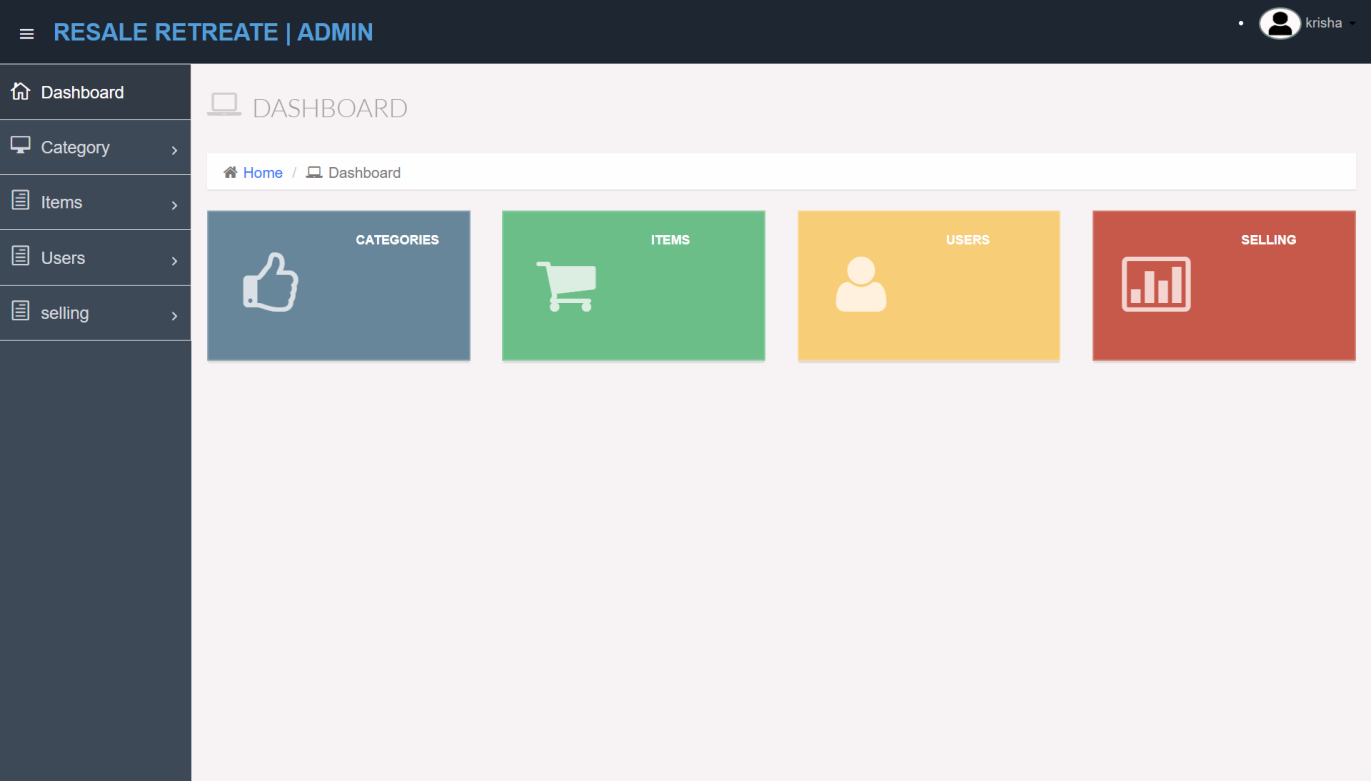 RESALE RETREATE | ADMIN
krisha
Dashboard
Category
Items
Users
selling
DASHBOARD
Home / Dashboard
CATEGORIES
ITEMS
USERS
SELLING